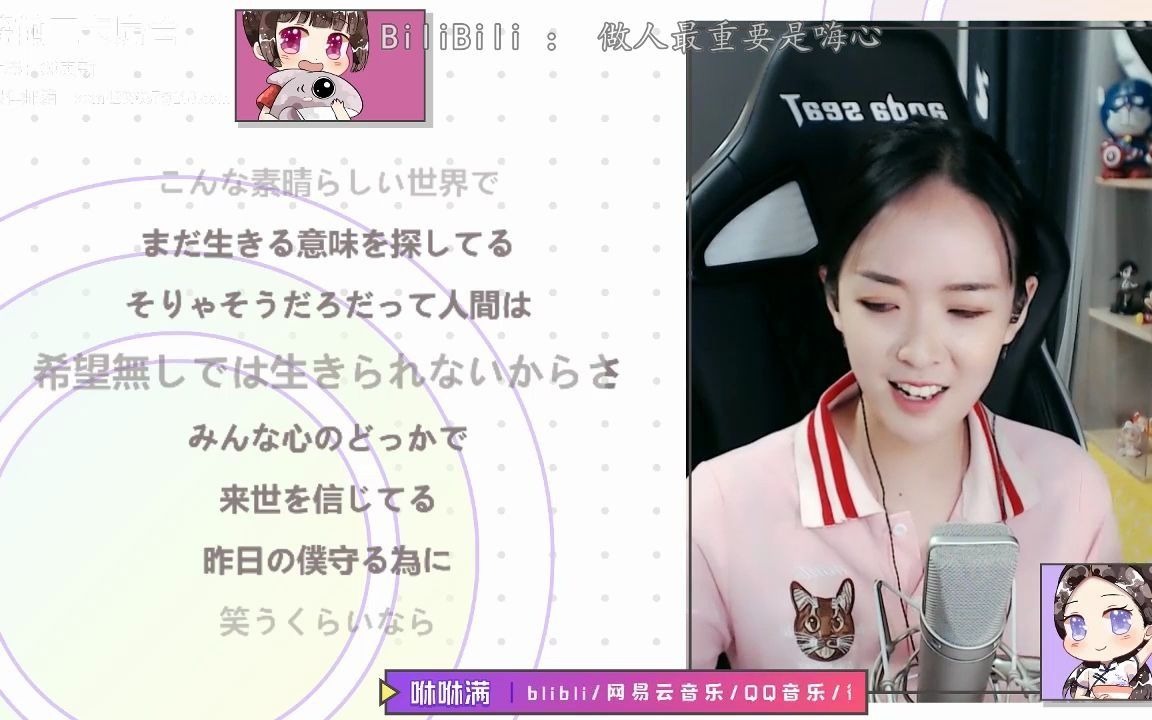 BiliBili : 做人最重要是嗨心
anda seaT
こんな素晴らしい世界で
まだ生きる意味を探してる
そりゃそうだろだって人間は
希望無しでは生きられないからさ
みんな心のどっかで
来世を信じてる
昨日の僕守る為に
笑うくらいなら
咻咻满 | blibli/网易云音乐/QQ音乐/